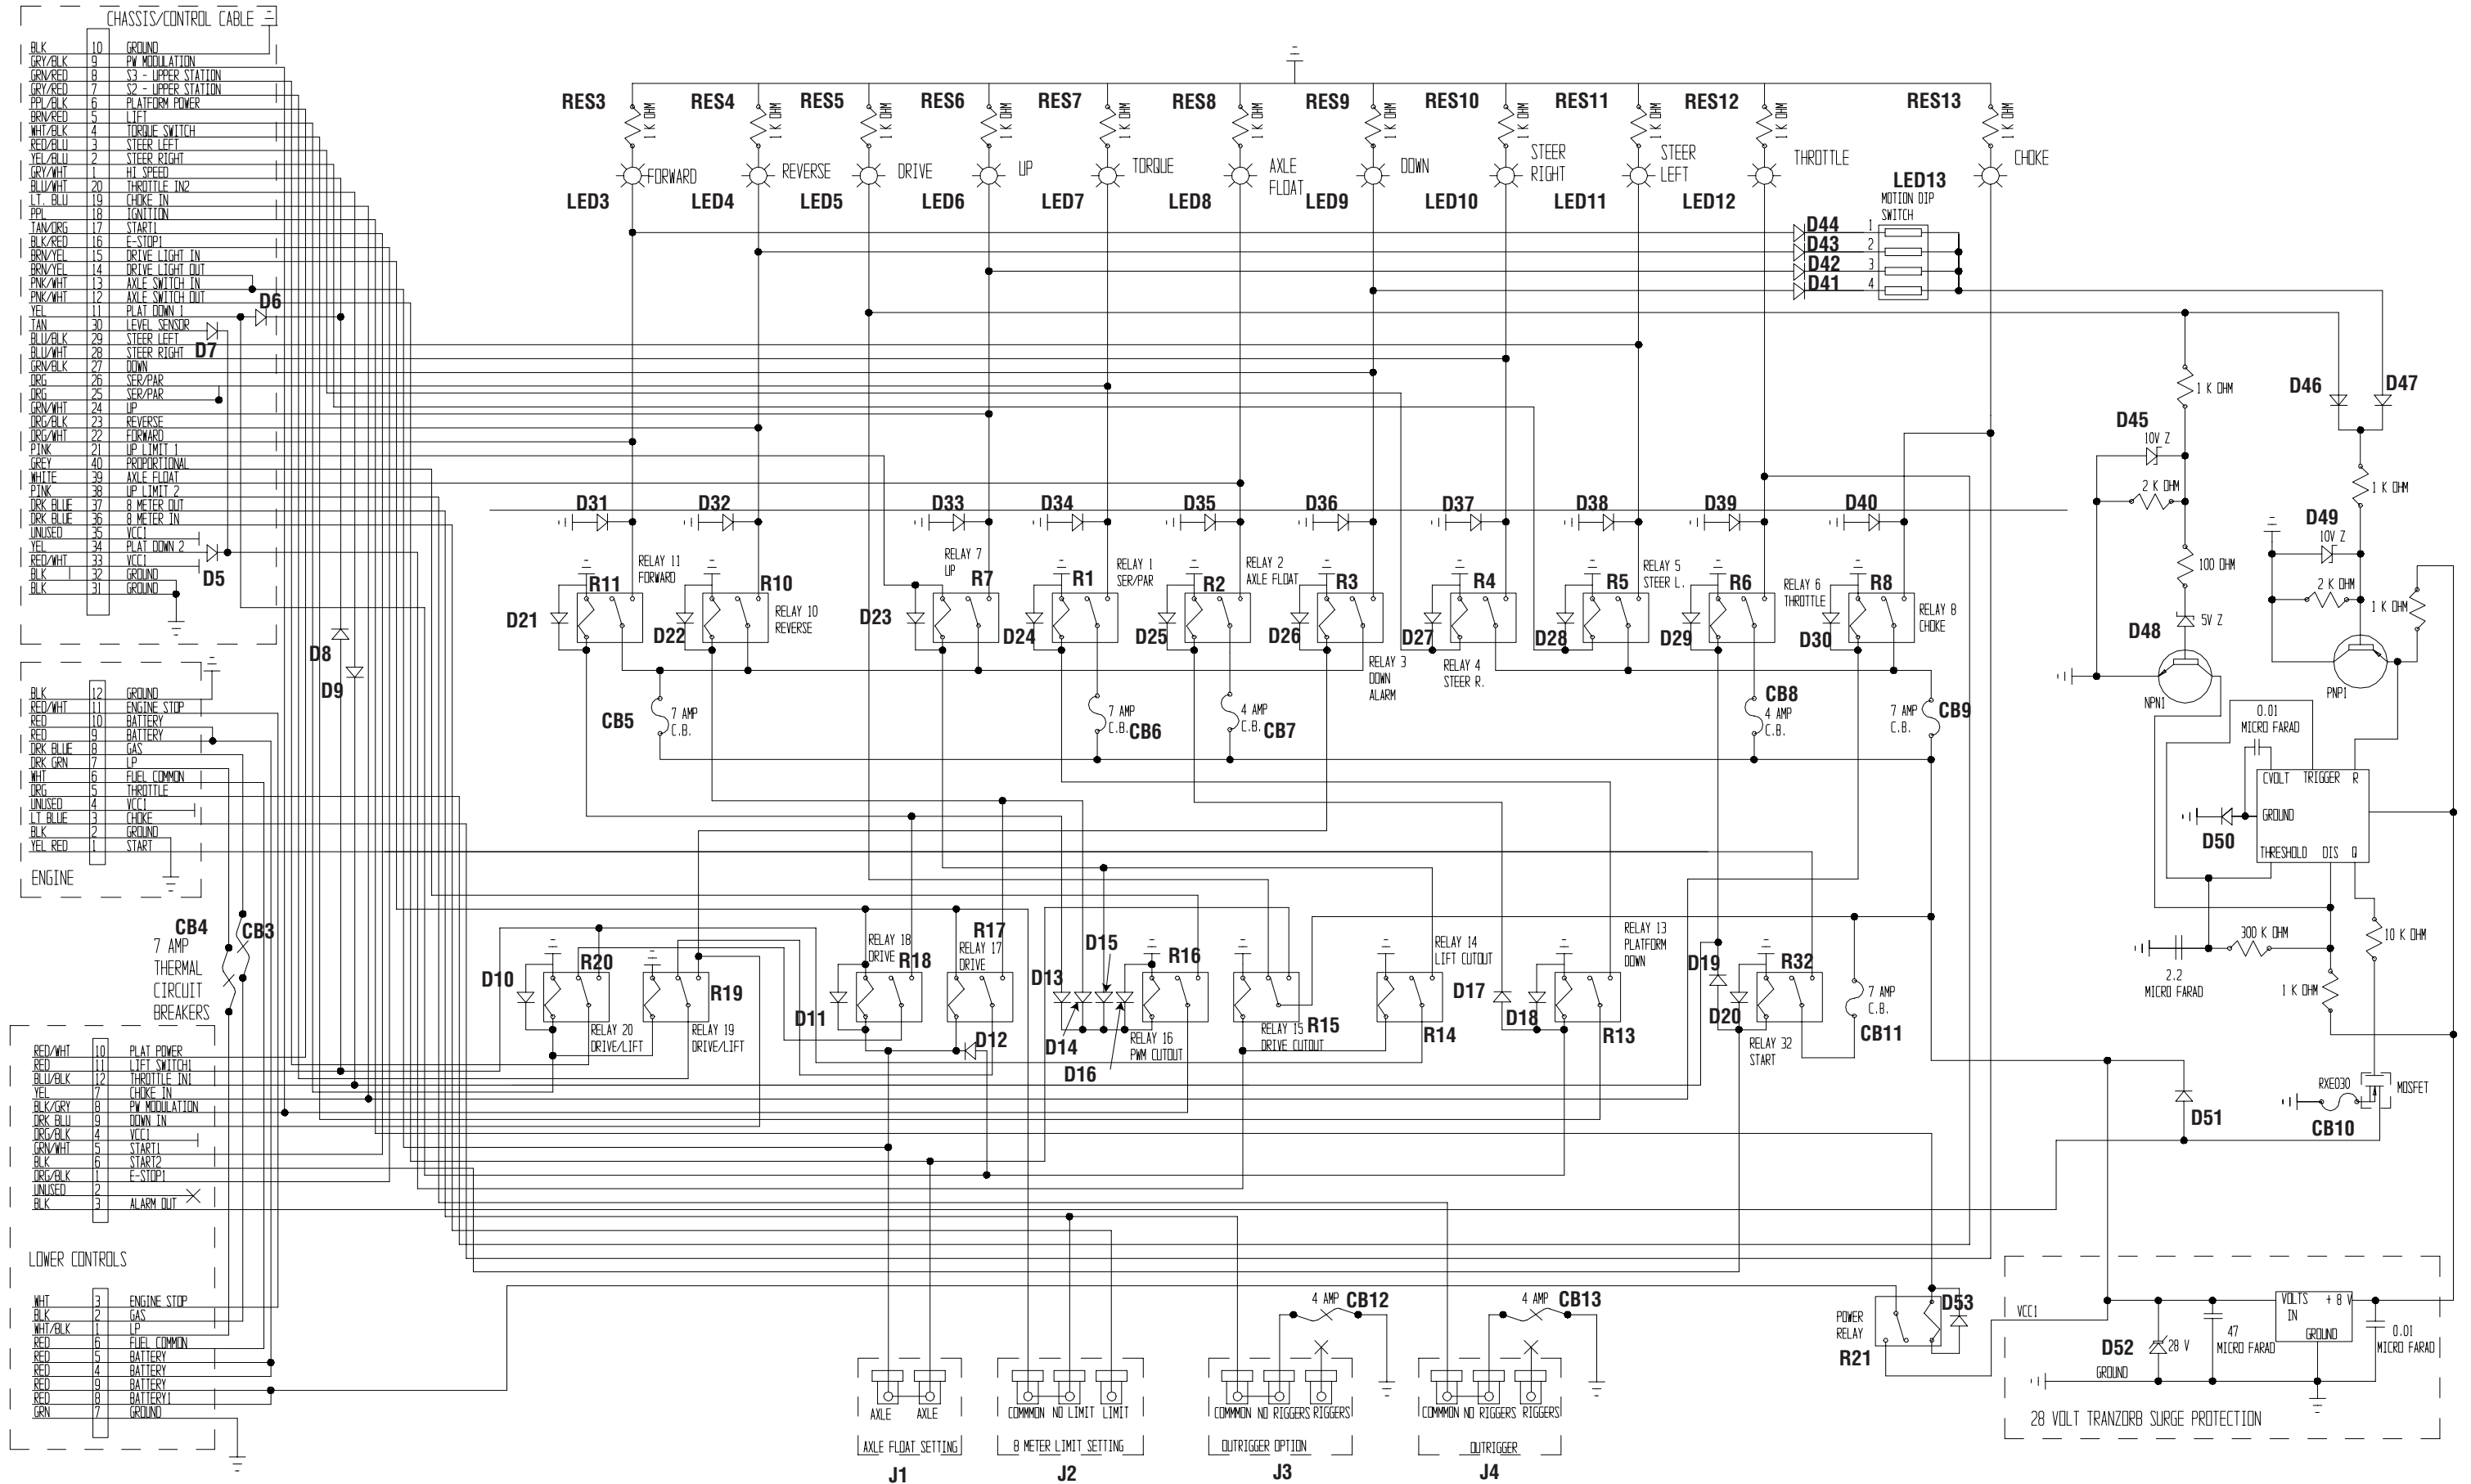 CHASSIS/CONTROL CABLE
BLK 10 GROUND
GRY/BLK 9 PW MODULATION
GRN/RED 8 S3 - UPPER STATION
GRY/RED 7 S2 - UPPER STATION
PPL/BLK 6 PLATFORM POWER
BRN/RED 5 LIFT
WHT/BLK 4 TORQUE SWITCH
RED/BLU 3 STEER LEFT
YEL/BLU 2 STEER RIGHT
GRY/WHT 1 HI SPEED
BLU/WHT 20 THROTTLE IN2
LT. BLU 19 CHOKE IN
PPL 18 IGNITION
TAN/ORG 17 START1
BLK/RED 16 E-STOP1
BRN/YEL 15 DRIVE LIGHT IN
BRN/YEL 14 DRIVE LIGHT OUT
PNK/WHT 13 AXLE SWITCH IN
PNK/WHT 12 AXLE SWITCH OUT
YEL 11 PLAT DOWN 1
TAN 30 LEVEL SENSOR
BLU/BLK 29 STEER LEFT
BLU/WHT 28 STEER RIGHT
GRN/BLK 27 DOWN
ORG 26 SER/PAR
ORG 25 SER/PAR
GRN/WHT 24 UP
ORG/BLK 23 REVERSE
ORG/WHT 22 FORWARD
PINK 21 UP LIMIT 1
GREY 40 PROPORTIONAL
WHITE 39 AXLE FLOAT
PINK 38 UP LIMIT 2
DRK BLUE 37 8 METER OUT
DRK BLUE 36 8 METER IN
UNUSED 35 VCC1
YEL 34 PLAT DOWN 2
RED/WHT 33 VCC1
BLK 32 GROUND
BLK 31 GROUND
D6
D7
D5
D8
D9
BLK 12 GROUND
RED/WHT 11 ENGINE STOP
RED 10 BATTERY
RED 9 BATTERY
DRK BLUE 8 GAS
DRK GRN 7 LP
WHT 6 FUEL COMMON
ORG 5 THROTTLE
UNUSED 4 VCC1
LT BLUE 3 CHOKE
BLK 2 GROUND
YEL RED 1 START
ENGINE
CB4 CB3
7 AMP
THERMAL
CIRCUIT
BREAKERS
RED/WHT 10 PLAT POWER
RED 11 LIFT SWITCH1
BLU/BLK 12 THROTTLE IN1
YEL 7 CHOKE IN
BLK/GRY 8 PW MODULATION
DRK BLU 9 DOWN IN
ORG/BLK 4 VCC1
GRN/WHT 5 START1
BLK 6 START2
ORG/BLK 1 E-STOP1
UNUSED 2
BLK 3 ALARM OUT
LOWER CONTROLS
WHT 3 ENGINE STOP
BLK 2 GAS
WHT/BLK 1 LP
RED 6 FUEL COMMON
RED 5 BATTERY
RED 4 BATTERY
RED 9 BATTERY
RED 8 BATTERY1
GRN 7 GROUND
RES3 RES4 RES5 RES6 RES7 RES8 RES9 RES10 RES11 RES12 RES13
1 K OHM 1 K OHM 1 K OHM 1 K OHM 1 K OHM 1 K OHM 1 K OHM 1 K OHM 1 K OHM 1 K OHM 1 K OHM
FORWARD REVERSE DRIVE UP TORQUE
AXLE
FLOAT
DOWN
STEER
RIGHT
STEER
LEFT
THROTTLE CHOKE
LED3 LED4 LED5 LED6 LED7 LED8 LED9 LED10 LED11 LED12 LED13
MOTION DIP
SWITCH
D44 1
D43 2
D42 3
D41 4
D31 D32 D33 D34 D35 D36 D37 D38 D39 D40
R11
RELAY 11
FORWARD
D21
R10
RELAY 10
REVERSE
D22
RELAY 7
UP
R7
D23
R1
RELAY 1
SER/PAR
D24
R2
RELAY 2
AXLE FLOAT
D25
R3
RELAY 3
DOWN
ALARM
D26
R4
RELAY 4
STEER R.
D27
R5
RELAY 5
STEER L.
D28
R6
RELAY 6
THROTTLE
D29
R8
RELAY 8
CHOKE
D30
CB5
7 AMP
C.B.
7 AMP
C.B. CB6
4 AMP
C.B. CB7
CB8
4 AMP
C.B.
7 AMP
C.B.
CB9
D10
R20
RELAY 20
DRIVE/LIFT
R19
RELAY 19
DRIVE/LIFT
RELAY 18
DRIVE
R18
D11
R17
RELAY 17
DRIVE
D12
D13
D14
D15
D16
R16
RELAY 16
PWM CUTOUT
RELAY 15
DRIVE CUTOUT
R15
RELAY 14
LIFT CUTOUT
R14
D17
D18
RELAY 13
PLATFORM
DOWN
R13
D19
D20
R32
RELAY 32
START
7 AMP
C.B.
CB11
1 K OHM
D46 D47
D45
10V Z
2 K OHM
1 K OHM
D49
10V Z
100 OHM
2 K OHM
1 K OHM
5V Z
D48
NPN1
PNP1
0.01
MICRO FARAD
CVOLT TRIGGER R
GROUND
THRESHOLD DIS Q
D50
300 K OHM
10 K OHM
2.2
MICRO FARAD
1 K OHM
RXE030
MOSFET
CB10
D51
AXLE AXLE
AXLE FLOAT SETTING
J1
COMMMON NO LIMIT LIMIT
8 METER LIMIT SETTING
J2
4 AMP CB12
COMMMON NO RIGGERS RIGGERS
OUTRIGGER OPTION
J3
4 AMP CB13
COMMMON NO RIGGERS RIGGERS
OUTRIGGER
J4
POWER
RELAY
R21
D53
VCC1
D52
28 V
47
MICRO FARAD
VOLTS
IN
+ 8 V
GROUND
0.01
MICRO FARAD
GROUND
28 VOLT TRANZORB SURGE PROTECTION